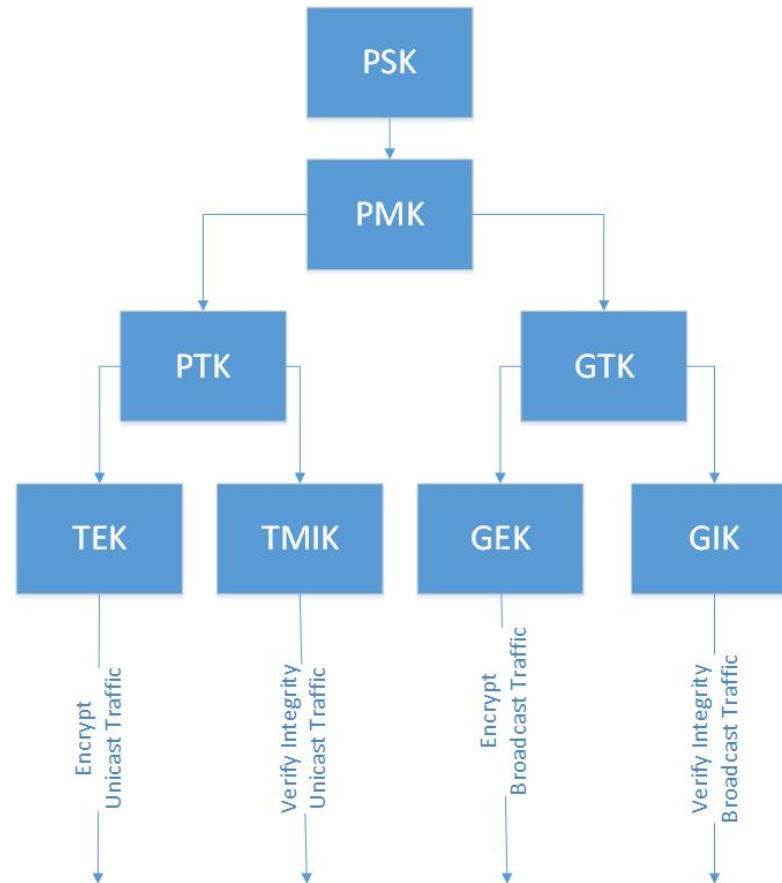 PSK
PMK
PTK
GTK
TEK
TMIK
GEK
GIK
Encrypt
Unicast Traffic
Verify Integrity
Unicast Traffic
Encrypt
Broadcast Traffic
Verify Integrity
Broadcast Traffic